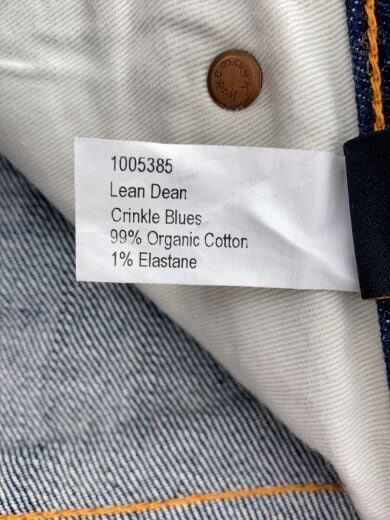 1005385
Lean Dean
Crinkle Blues
99% Organic Cotton
1% Elastane